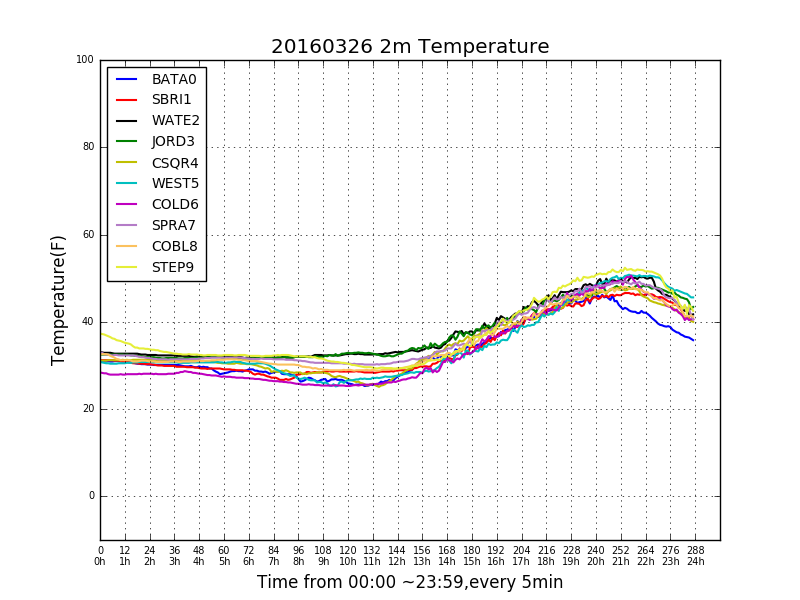 20160326 2m Temperature
100
80
60
40
20
0
Temperature(F)
BATA0
SBRI1
WATE2
JORD3
CSQR4
WEST5
COLD6
SPRA7
COBL8
STEP9
0 12 24 36 48 60 72 84 96 108 120 132 144 156 168 180 192 204 216 228 240 252 264 276 288
0h 1h 2h 3h 4h 5h 6h 7h 8h 9h 10h 11h 12h 13h 14h 15h 16h 17h 18h 19h 20h 21h 22h 23h 24h
Time from 00:00 ~23:59,every 5min